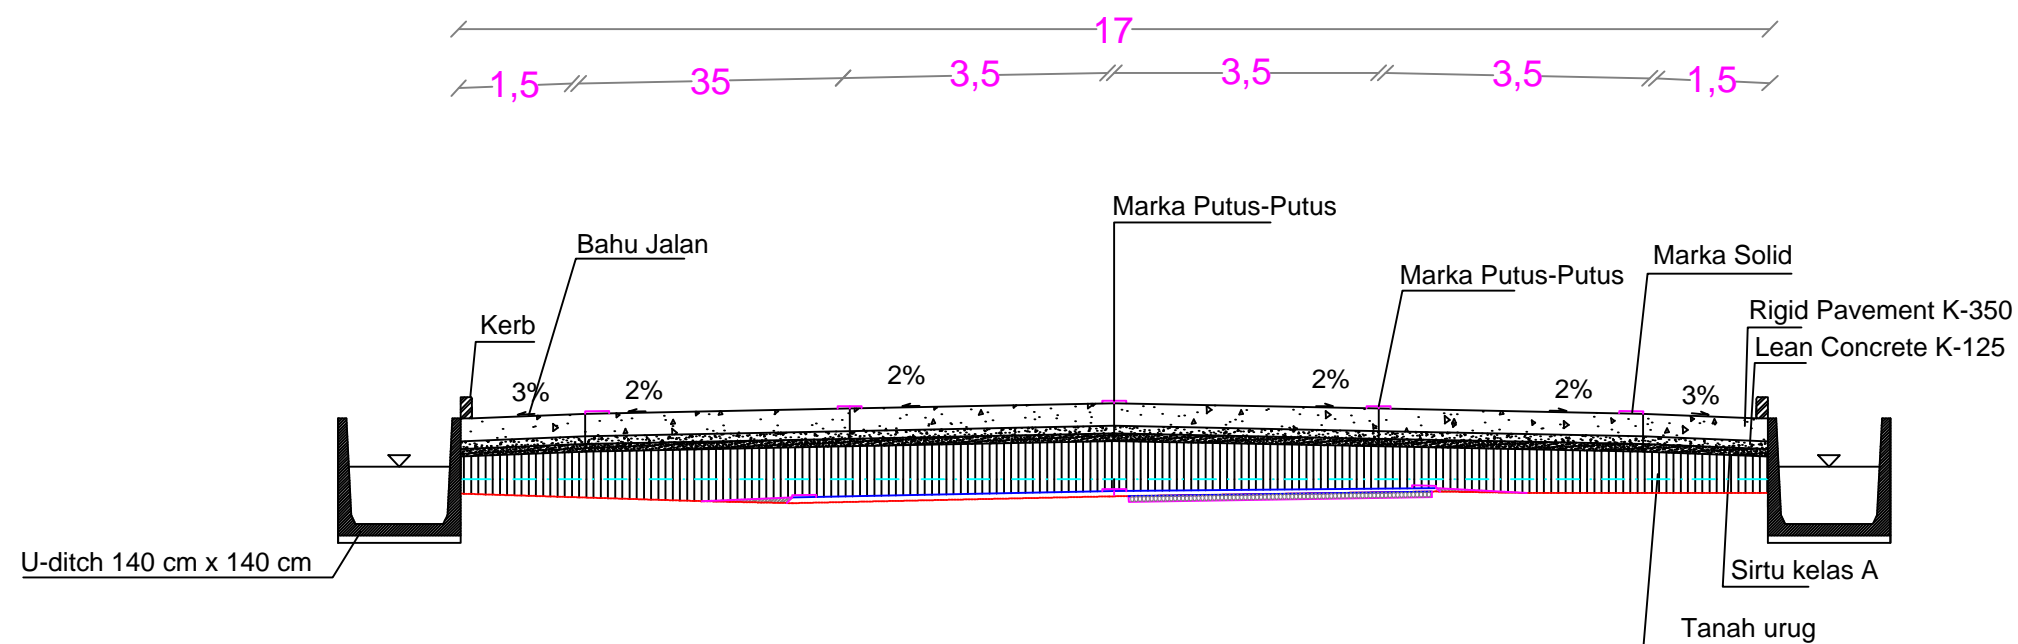 17
1,5 35 3,5 3,5 3,5 1,5
Marka Putus-Putus
Bahu Jalan
Marka Solid
Marka Putus-Putus
Kerb
Rigid Pavement K-350
Lean Concrete K-125
3% 2% 2% 2% 2% 3%
U-ditch 140 cm x 140 cm
Sirtu kelas A
Tanah urug